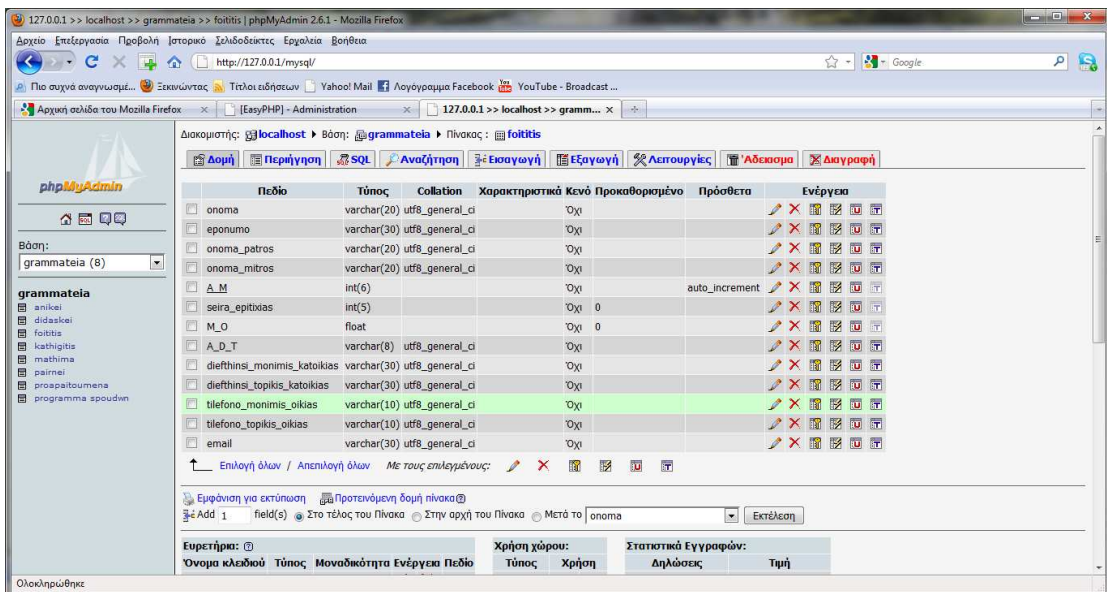 127.0.0.1 >> localhost >> grammateia >> foititis | phpMyAdmin 2.6.1 - Mozilla Firefox
Αρχείο Επεξεργασία Προβολή Ιστορικό Σελιδοδείκτες Εργαλεία Βοήθεια
http://127.0.0.1/mysql/
Google
Πιο συχνά αναγνωσμέ... Ξεκινώντας Τίτλοι ειδήσεων Yahoo! Mail Λογόγραμμα Facebook YouTube - Broadcast ...
Αρχική σελίδα του Mozilla Firefox [EasyPHP] - Administration 127.0.0.1 >> localhost >> gramm...
phpMyAdmin
SQL
Βάση:
grammateia (8)
grammateia
anikei
didaskei
foititis
kathigitis
mathima
pairnei
proapaitoumena
programma spoudwn
Διακομιστής: localhost Βάση: grammateia Πίνακας : foititis
Δομή Περιήγηση SQL Αναζήτηση Εισαγωγή Εξαγωγή Λειτουργίες 'Αδειασμα Διαγραφή
Πεδίο Τύπος Collation Χαρακτηριστικά Κενό Προκαθορισμένο Πρόσθετα Ενέργεια
onoma varchar(20) utf8_general_ci Όχι
eponumo varchar(30) utf8_general_ci Όχι
onoma_patros varchar(20) utf8_general_ci Όχι
onoma_mitros varchar(20) utf8_general_ci Όχι
A_M int(6) Όχι auto_increment
seira_epitixias int(5) Όχι 0
M_O float Όχι 0
A_D_T varchar(8) utf8_general_ci Όχι
diefthinsi_monimis_katoikias varchar(30) utf8_general_ci Όχι
diefthinsi_topikis_katoikias varchar(30) utf8_general_ci Όχι
tilefono_monimis_oikias varchar(10) utf8_general_ci Όχι
tilefono_topikis_oikias varchar(10) utf8_general_ci Όχι
email varchar(30) utf8_general_ci Όχι
Επιλογή όλων / Απεπιλογή όλων Με τους επιλεγμένους:
Εμφάνιση για εκτύπωση Προτεινόμενη δομή πίνακα
Add 1 field(s) Στο τέλος του Πίνακα Στην αρχή του Πίνακα Μετά το onoma Εκτέλεση
Ευρετήρια: Χρήση χώρου: Στατιστικά Εγγραφών:
Όνομα κλειδιού Τύπος Μοναδικότητα Ενέργεια Πεδίο Τύπος Χρήση Δηλώσεις Τιμή
Ολοκληρώθηκε